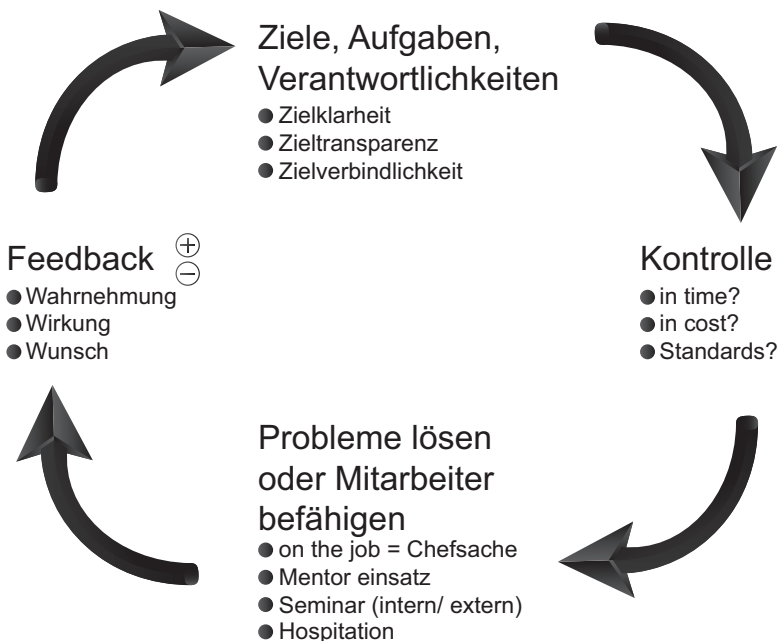 Ziele, Aufgaben,
Verantwortlichkeiten
● Zielklarheit
● Zieltransparenz
● Zielverbindlichkeit
Kontrolle
● in time?
● in cost?
● Standards?
Probleme lösen
oder Mitarbeiter
befähigen
● on the job = Chefsache
● Mentor einsatz
● Seminar (intern/ extern)
● Hospitation
Feedback ⊕
⊖
● Wahrnehmung
● Wirkung
● Wunsch